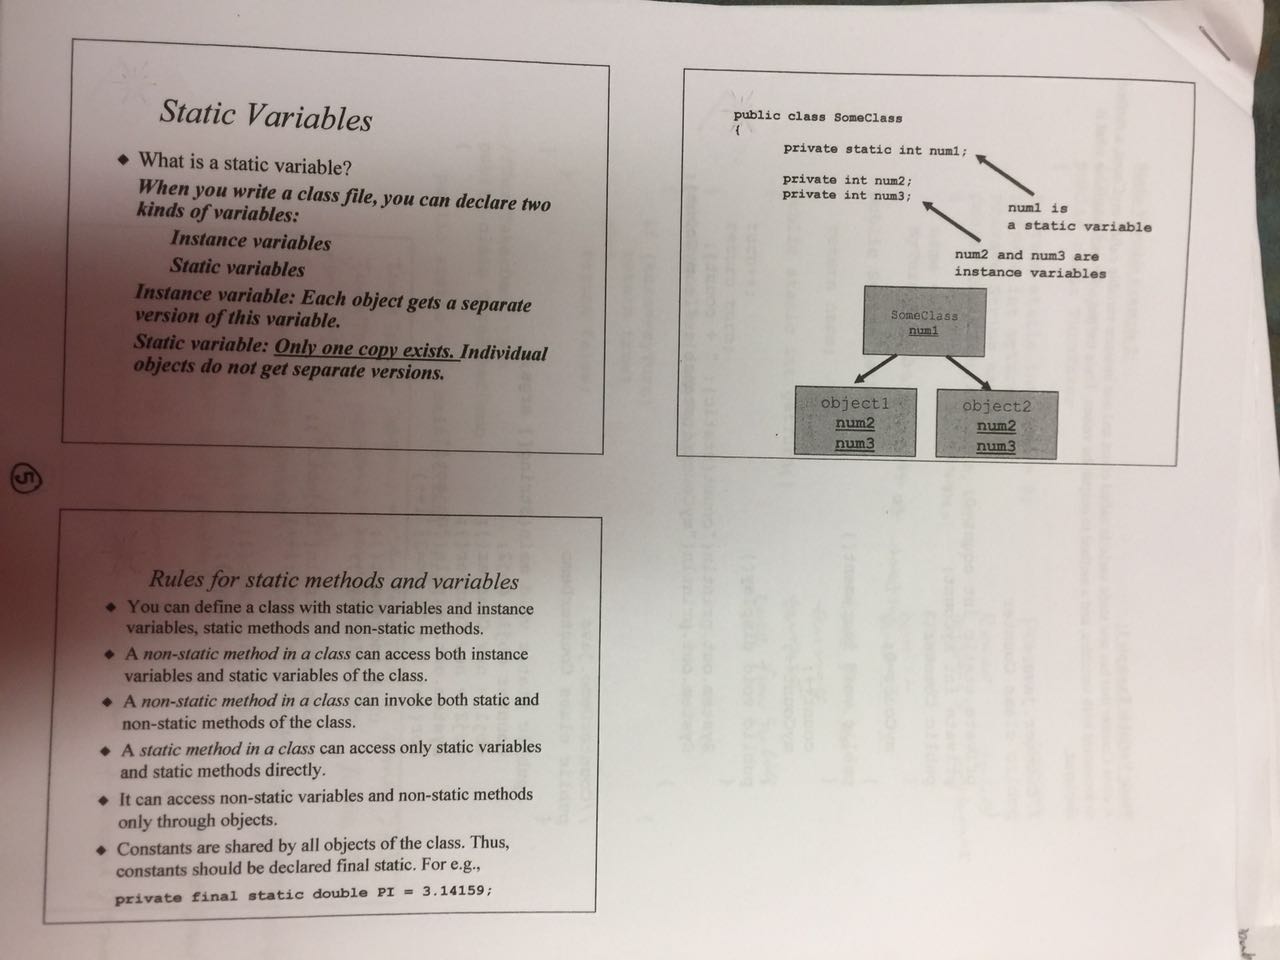 Static Variables
◆ What is a static variable?
When you write a class file, you can declare two
kinds of variables:
Instance variables
Static variables
Instance variable: Each object gets a separate
version of this variable.
Static variable: Only one copy exists. Individual
objects do not get separate versions.
public class SomeClass
{
private static int num1;
private int num2;
private int num3;
num1 is
a static variable
num2 and num3 are
instance variables
SomeClass
num1
object1
num2
num3
object2
num2
num3
5
Rules for static methods and variables
◆ You can define a class with static variables and instance
variables, static methods and non-static methods.
◆ A non-static method in a class can access both instance
variables and static variables of the class.
◆ A non-static method in a class can invoke both static and
non-static methods of the class.
◆ A static method in a class can access only static variables
and static methods directly.
◆ It can access non-static variables and non-static methods
only through objects.
◆ Constants are shared by all objects of the class. Thus,
constants should be declared final static. For e.g.,
private final static double PI = 3.14159;